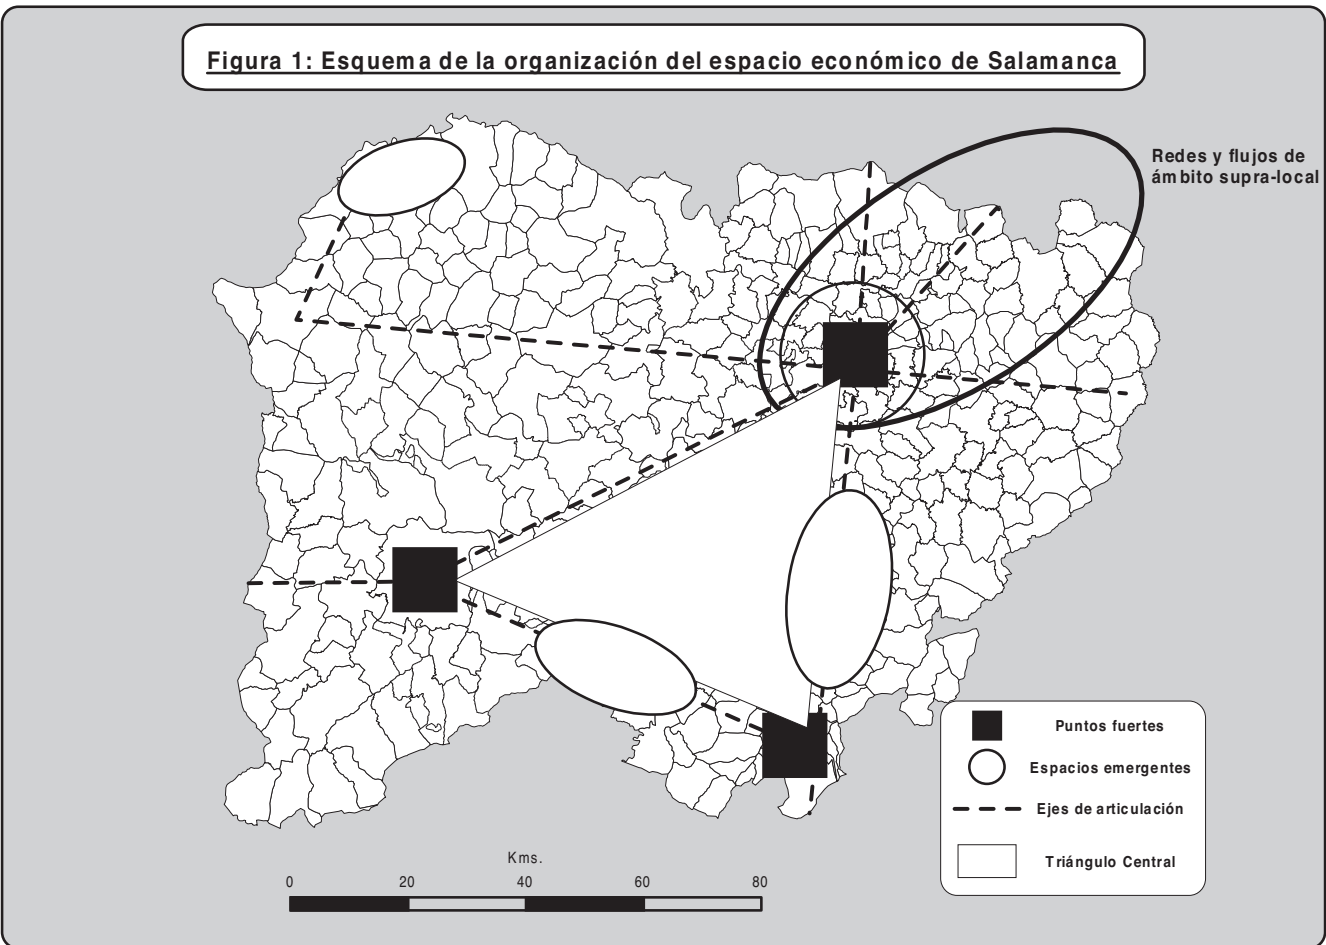 Figura 1: Esquema de la organización del espacio económico de Salamanca
Redes y flujos de
ámbito supra-local
Puntos fuertes
Espacios emergentes
Ejes de articulación
Triángulo Central
Kms.
0 20 40 60 80